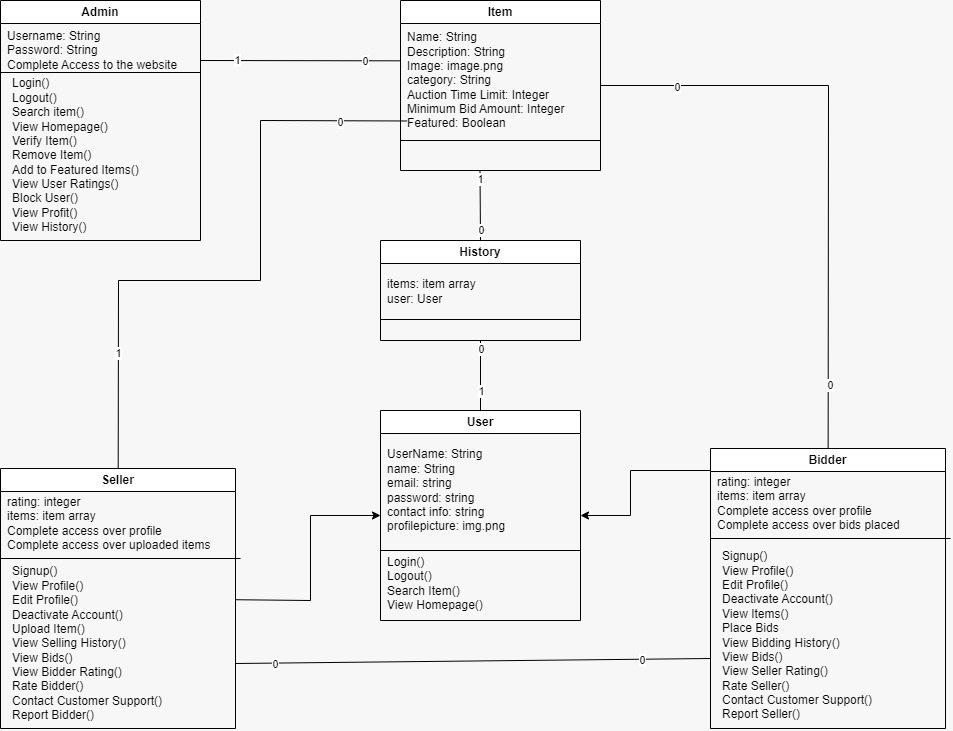 Admin
Username: String
Password: String
Complete Access to the website
Login()
Logout()
Search item()
View Homepage()
Verify Item()
Remove Item()
Add to Featured Items()
View User Ratings()
Block User()
View Profit()
View History()
1
0
Item
Name: String
Description: String
Image: image.png
category: String
Auction Time Limit: Integer
Minimum Bid Amount: Integer
Featured: Boolean
0
0
1
0
History
items: item array
user: User
0
1
1
0
User
UserName: String
name: String
email: string
password: string
contact info: string
profilepicture: img.png
Login()
Logout()
Search Item()
View Homepage()
Seller
rating: integer
items: item array
Complete access over profile
Complete access over uploaded items
Signup()
View Profile()
Edit Profile()
Deactivate Account()
Upload Item()
View Selling History()
View Bids()
View Bidder Rating()
Rate Bidder()
Contact Customer Support()
Report Bidder()
0
0
Bidder
rating: integer
items: item array
Complete access over profile
Complete access over bids placed
Signup()
View Profile()
Edit Profile()
Deactivate Account()
View Items()
Place Bids
View Bidding History()
View Bids()
View Seller Rating()
Rate Seller()
Contact Customer Support()
Report Seller()